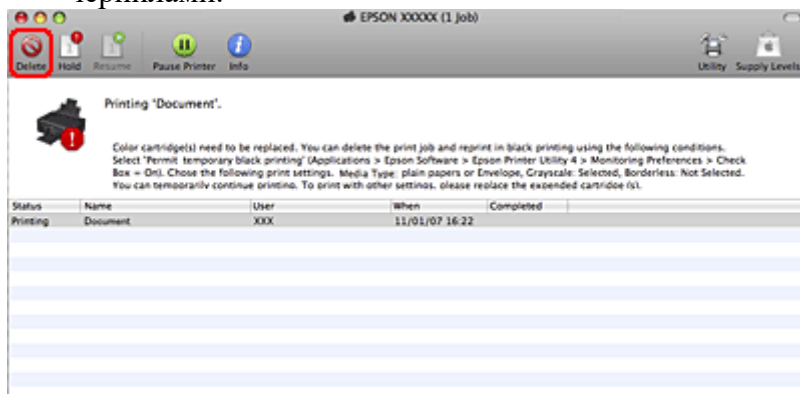 чернилами.
EPSON XXXXX (1 Job)
Delete Hold Resume Pause Printer Info Utility Supply Levels
Printing 'Document'.
Color cartridge(s) need to be replaced. You can delete the print job and reprint in black printing using the following conditions.
Select 'Permit temporary black printing' (Applications > Epson Software > Epson Printer Utility 4 > Monitoring Preferences > Check
Box = On). Chose the following print settings. Media Type: plain papers or Envelope, Grayscale: Selected, Borderless: Not Selected.
You can temporarily continue printing. To print with other settings, please replace the expended cartridge (s).
Status Name User When Completed
Printing Document XXX 11/01/07 16:22